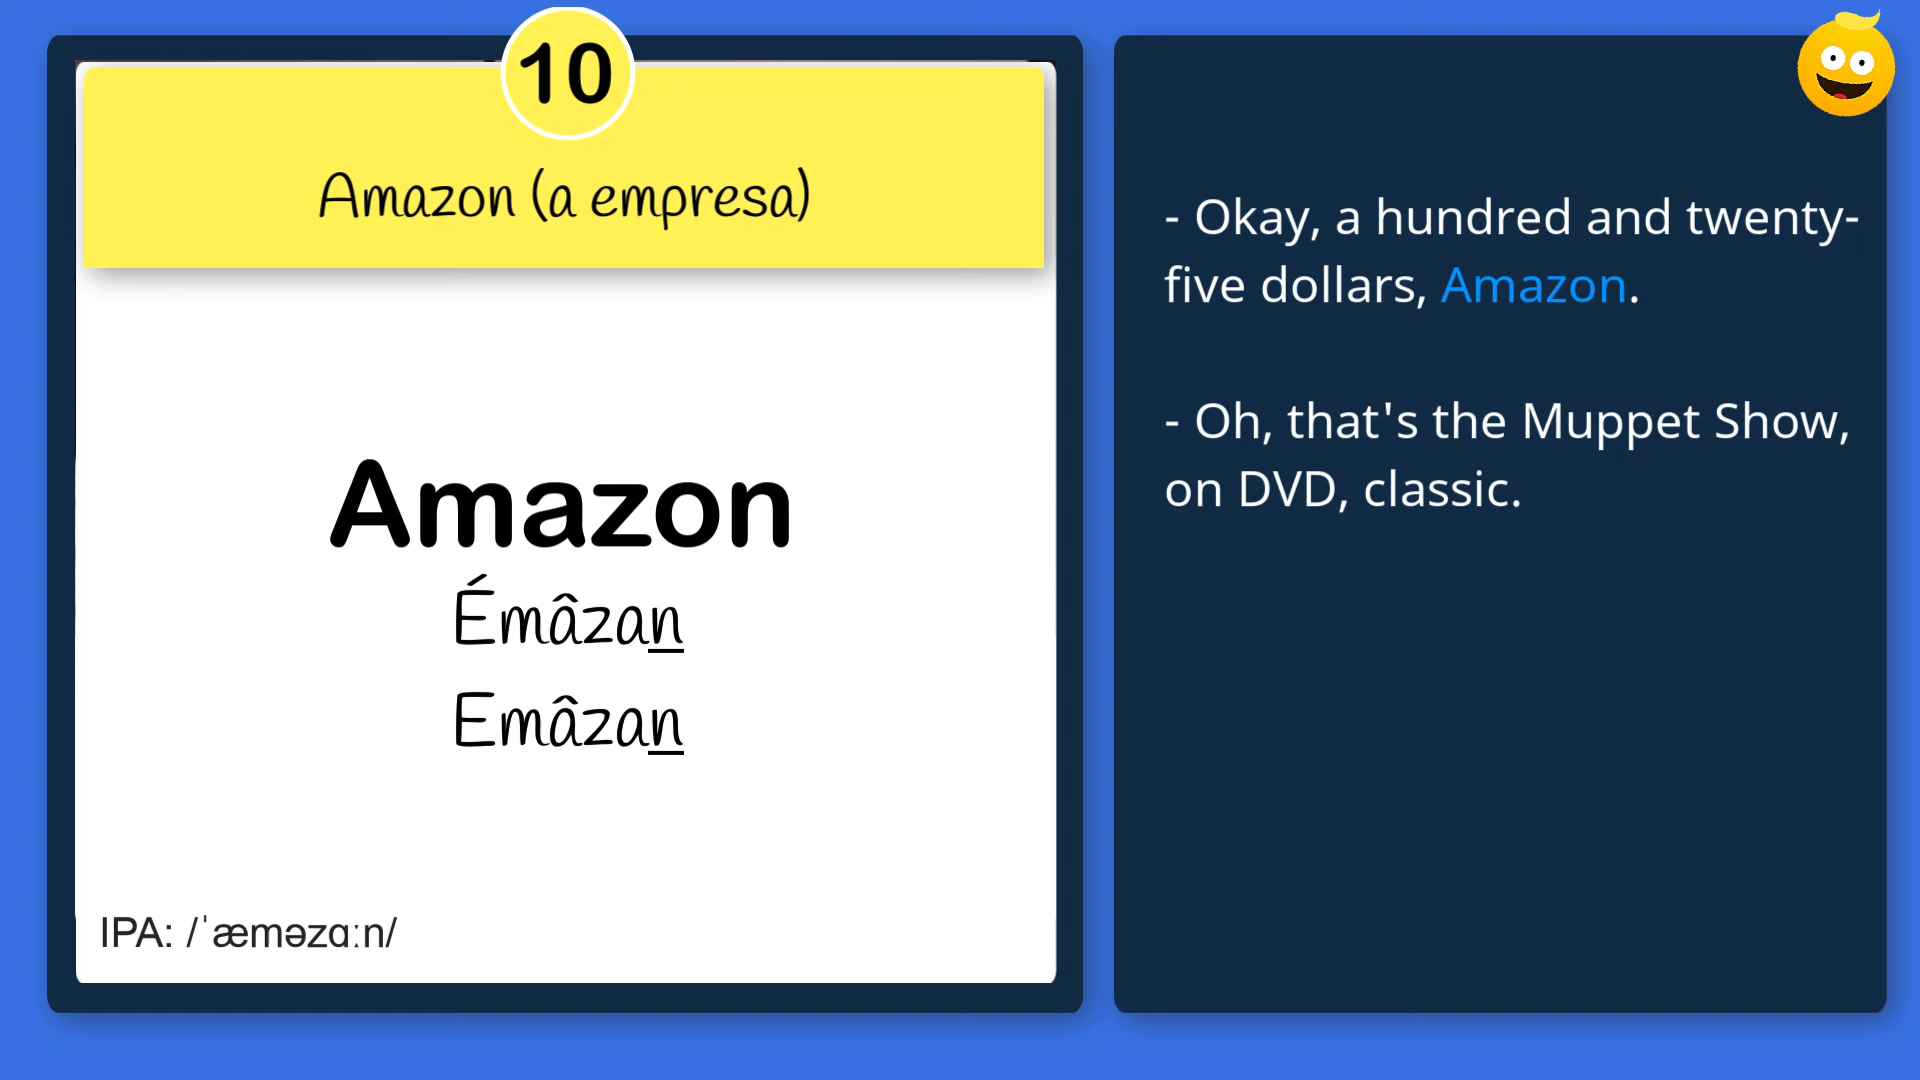 10
Amazon (a empresa)
Amazon
Émâzan
Emâzan
IPA: /ˈæməzɑːn/
- Okay, a hundred and twenty-
five dollars, Amazon.
- Oh, that's the Muppet Show,
on DVD, classic.